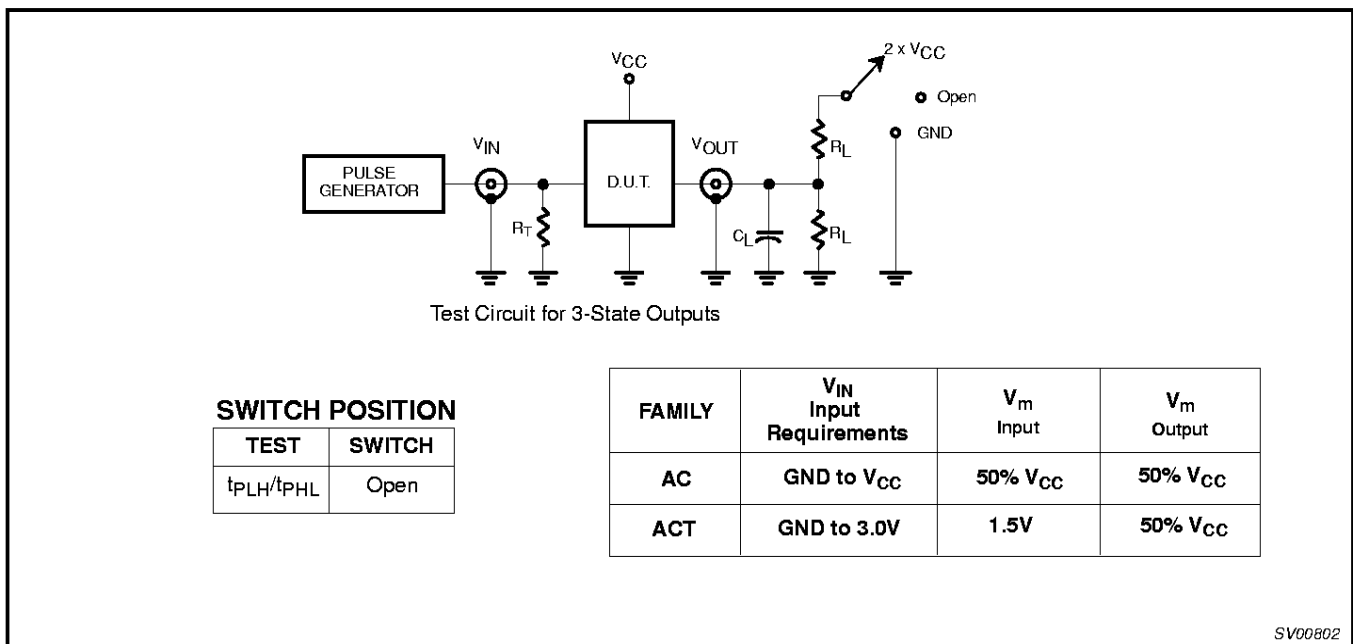 2 x VCC
VCC
Open
GND
VIN
VOUT
RL
PULSE
GENERATOR
D.U.T.
RT
CL
RL
Test Circuit for 3-State Outputs
SWITCH POSITION
TEST SWITCH
tPLH/tPHL Open
FAMILY VIN Input Requirements Vm Input Vm Output
AC GND to VCC 50% VCC 50% VCC
ACT GND to 3.0V 1.5V 50% VCC
SV00802